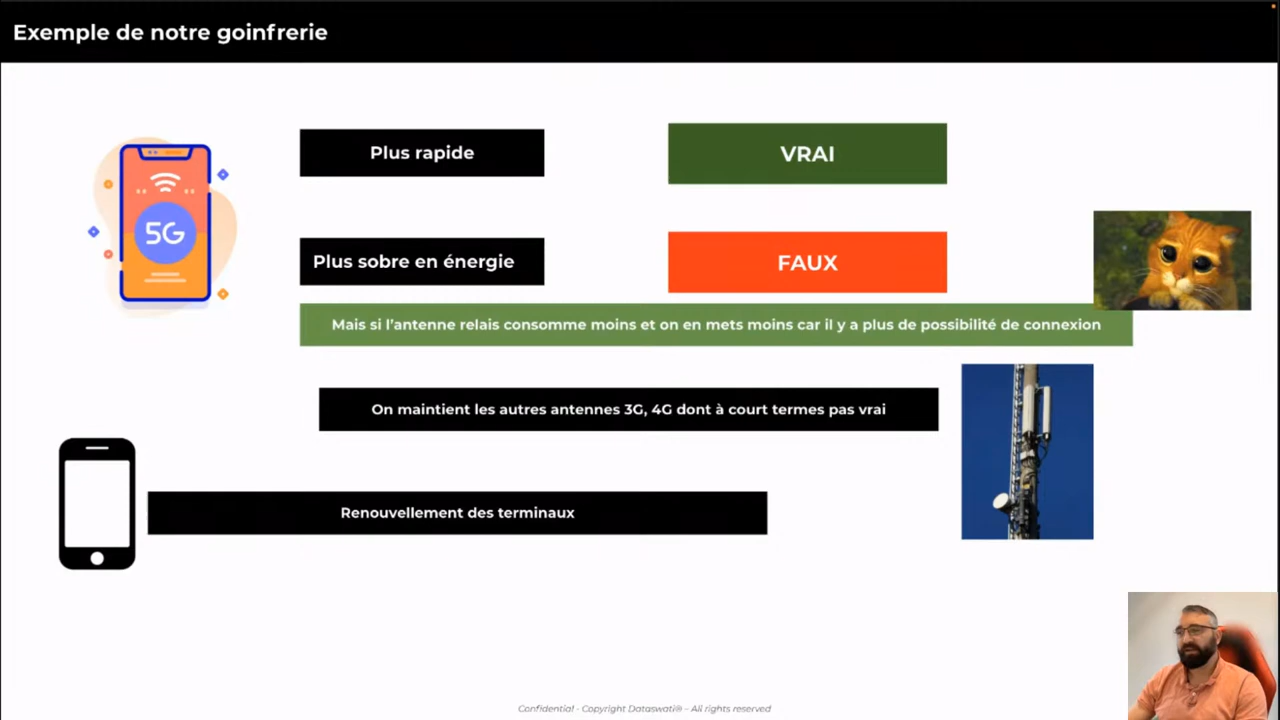 Exemple de notre goinfrerie
Plus rapide
VRAI
5G
Plus sobre en énergie
FAUX
Mais si l'antenne relais consomme moins et on en mets moins car il y a plus de possibilité de connexion
On maintient les autres antennes 3G, 4G dont à court termes pas vrai
Renouvellement des terminaux
Confidential - Copyright Dataswati® - All rights reserved